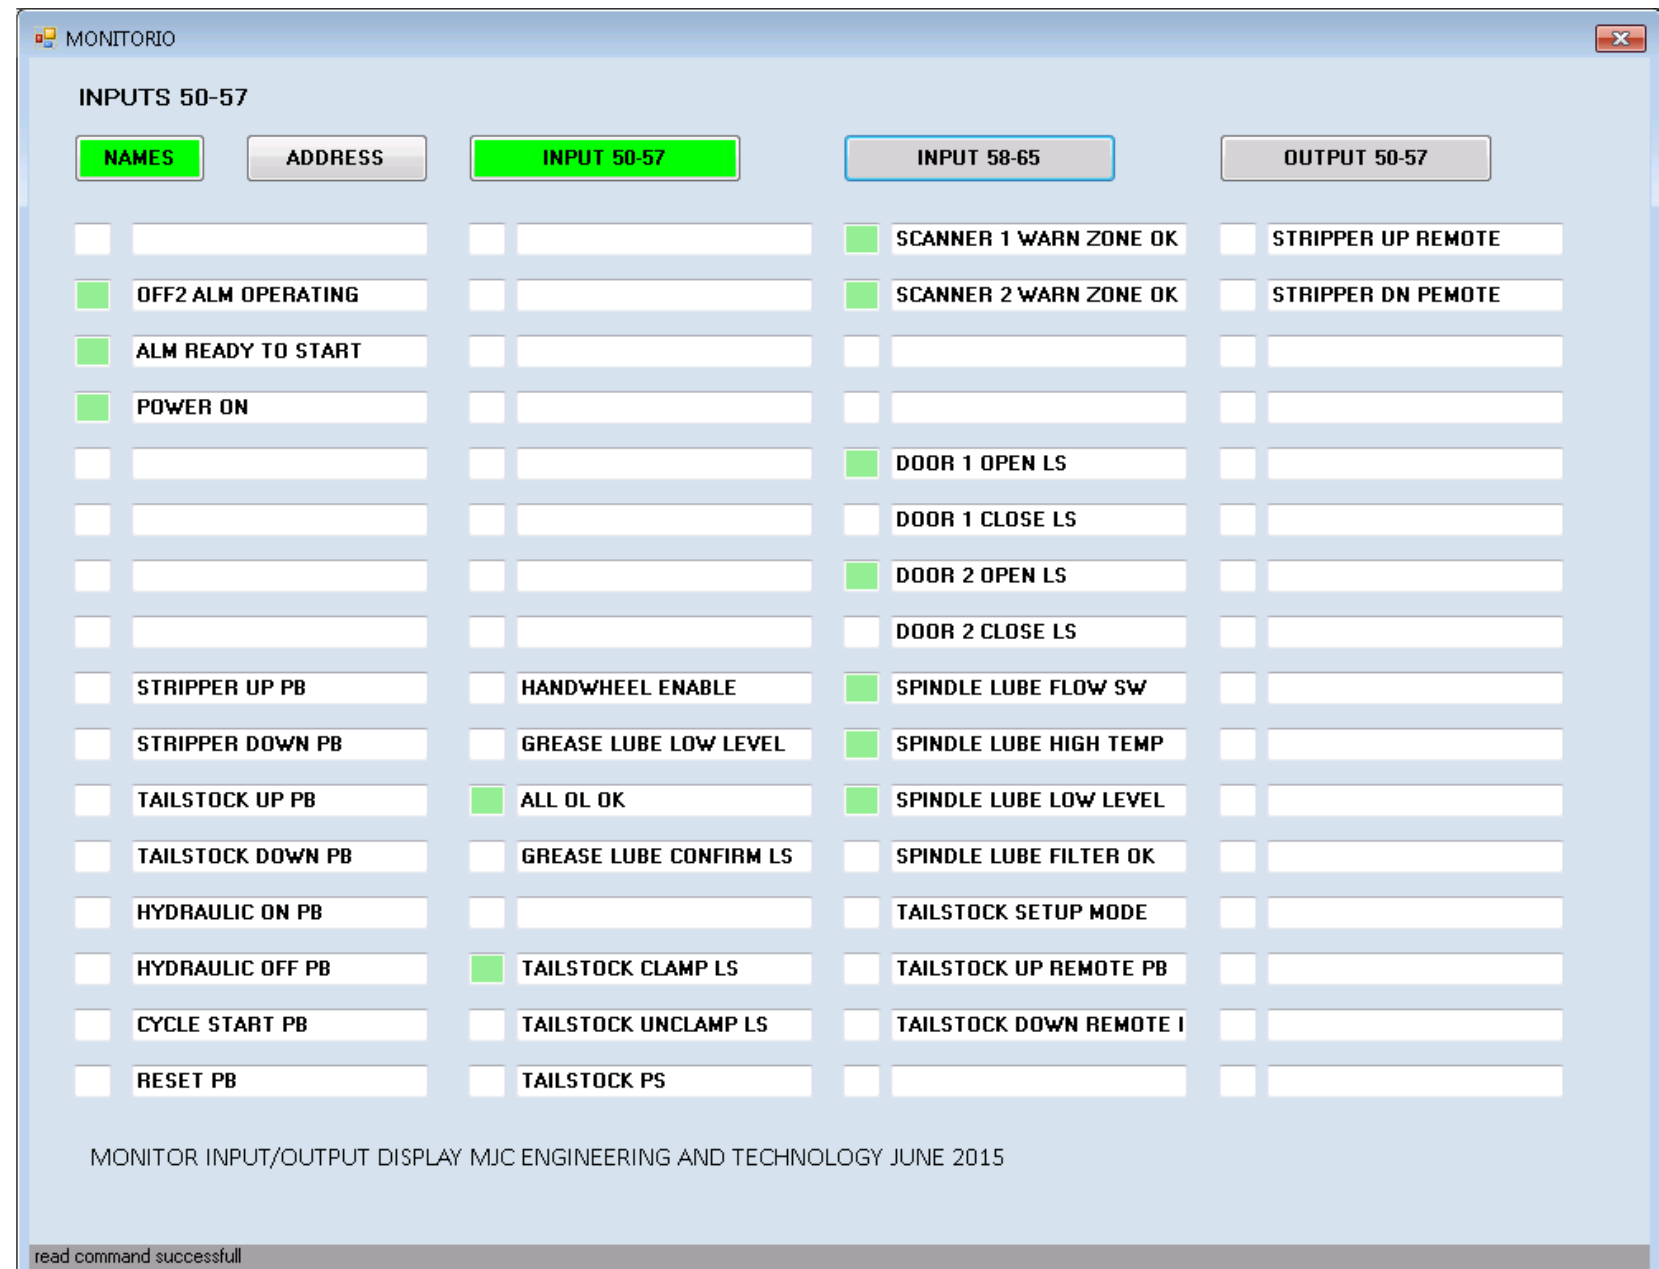 MONITORIO
INPUTS 50-57
NAMES ADDRESS INPUT 50-57 INPUT 58-65 OUTPUT 50-57
SCANNER 1 WARN ZONE OK STRIPPER UP REMOTE
OFF2 ALM OPERATING SCANNER 2 WARN ZONE OK STRIPPER DN PEMOTE
ALM READY TO START
POWER ON
DOOR 1 OPEN LS
DOOR 1 CLOSE LS
DOOR 2 OPEN LS
DOOR 2 CLOSE LS
STRIPPER UP PB HANDWHEEL ENABLE SPINDLE LUBE FLOW SW
STRIPPER DOWN PB GREASE LUBE LOW LEVEL SPINDLE LUBE HIGH TEMP
TAILSTOCK UP PB ALL OL OK SPINDLE LUBE LOW LEVEL
TAILSTOCK DOWN PB GREASE LUBE CONFIRM LS SPINDLE LUBE FILTER OK
HYDRAULIC ON PB TAILSTOCK SETUP MODE
HYDRAULIC OFF PB TAILSTOCK CLAMP LS TAILSTOCK UP REMOTE PB
CYCLE START PB TAILSTOCK UNCLAMP LS TAILSTOCK DOWN REMOTE
RESET PB TAILSTOCK PS
MONITOR INPUT/OUTPUT DISPLAY MJC ENGINEERING AND TECHNOLOGY JUNE 2015
read command successfull